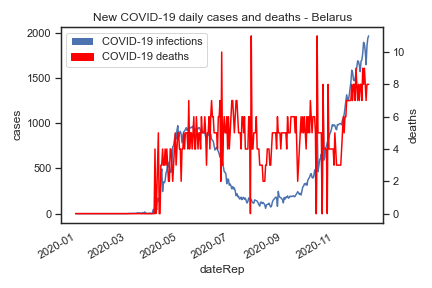 New COVID-19 daily cases and deaths - Belarus
COVID-19 infections
COVID-19 deaths
2000
1500
1000
500
0
cases
10
8
6
4
2
0
deaths
2020-01
2020-03
2020-05
2020-07
2020-09
2020-11
dateRep